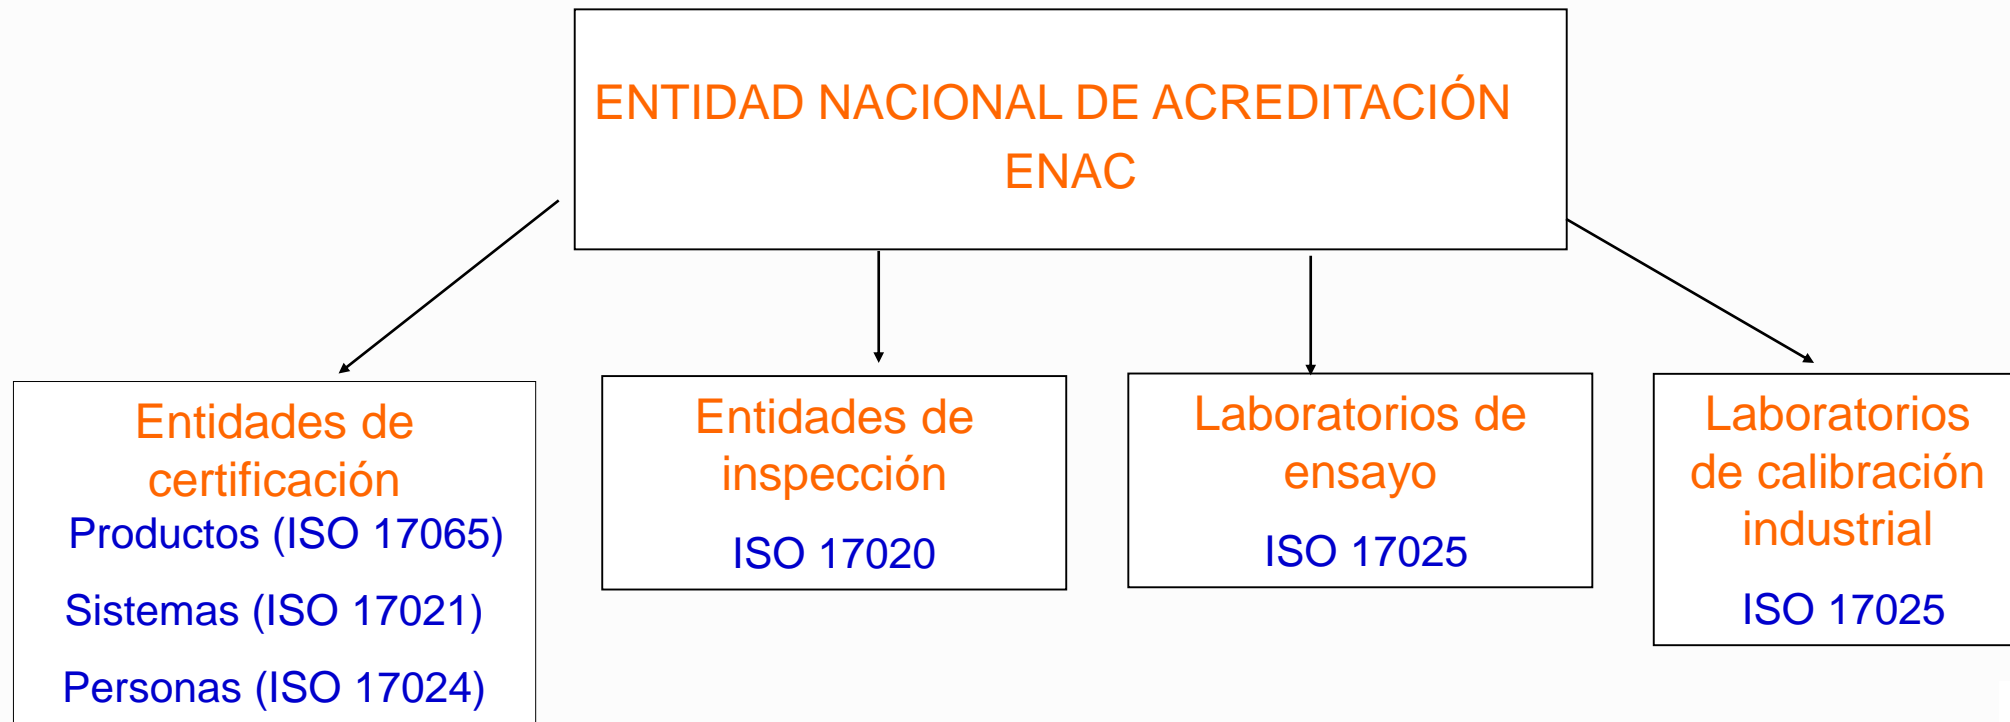 ENTIDAD NACIONAL DE ACREDITACIÓN
ENAC
Entidades de
certificación
Productos (ISO 17065)
Sistemas (ISO 17021)
Personas (ISO 17024)
Entidades de
inspección
ISO 17020
Laboratorios de
ensayo
ISO 17025
Laboratorios
de calibración
industrial
ISO 17025